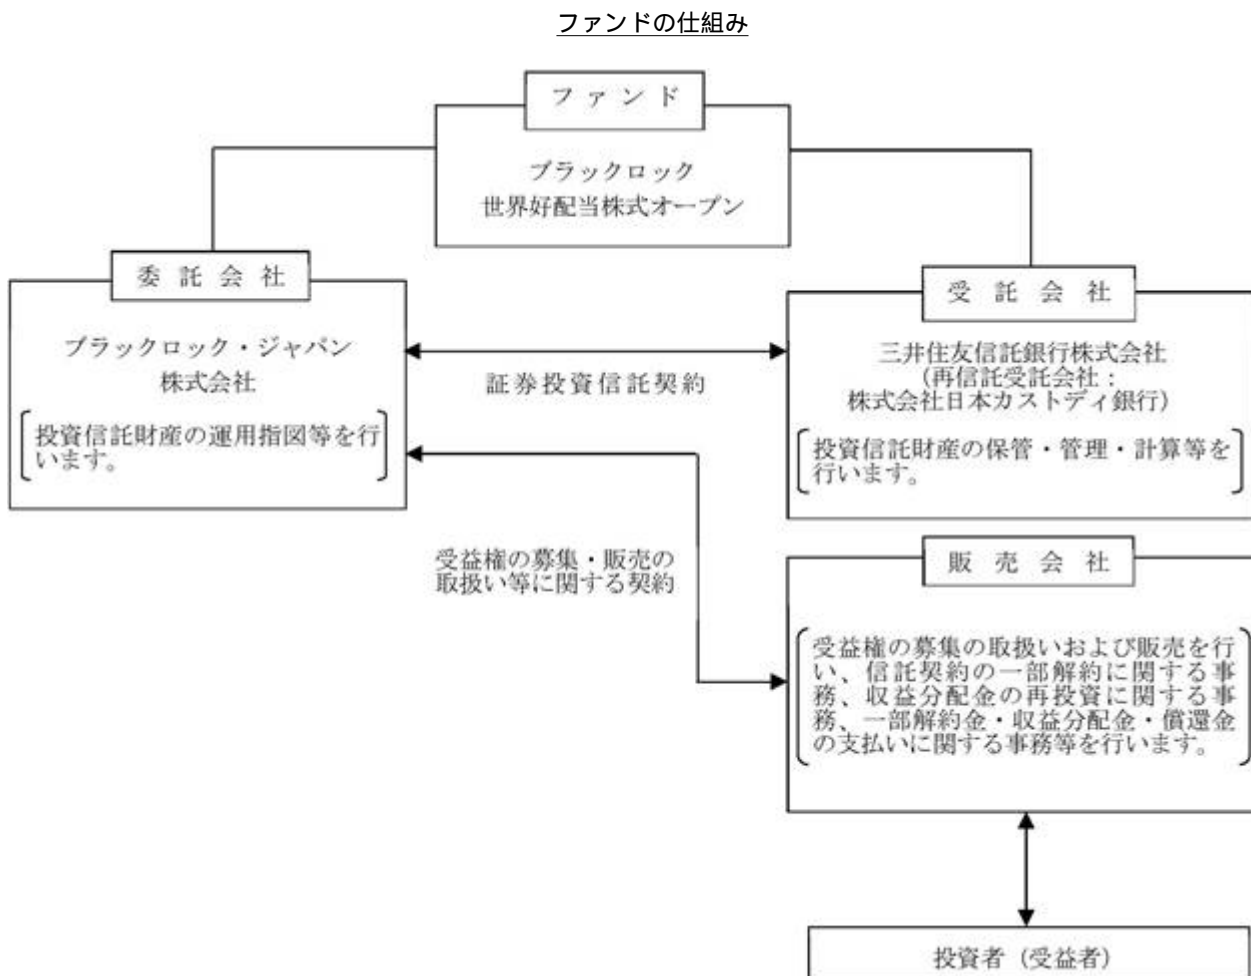 ファンドの仕組み
ファンド
ブラックロック
世界好配当株式オープン
委託会社
ブラックロック・ジャパン
株式会社
投資信託財産の運用指図等を行
います。
証券投資信託契約
受託会社
三井住友信託銀行株式会社
(再信託受託会社:
株式会社日本カストディ銀行)
投資信託財産の保管・管理・計算等を
行います。
受益権の募集・販売の
取扱い等に関する契約
販売会社
受益権の募集の取扱いおよび販売を行
い、信託契約の一部解約に関する事
務、収益分配金の再投資に関する事
務、一部解約金・収益分配金・償還金
の支払いに関する事務等を行います。
投資者(受益者)